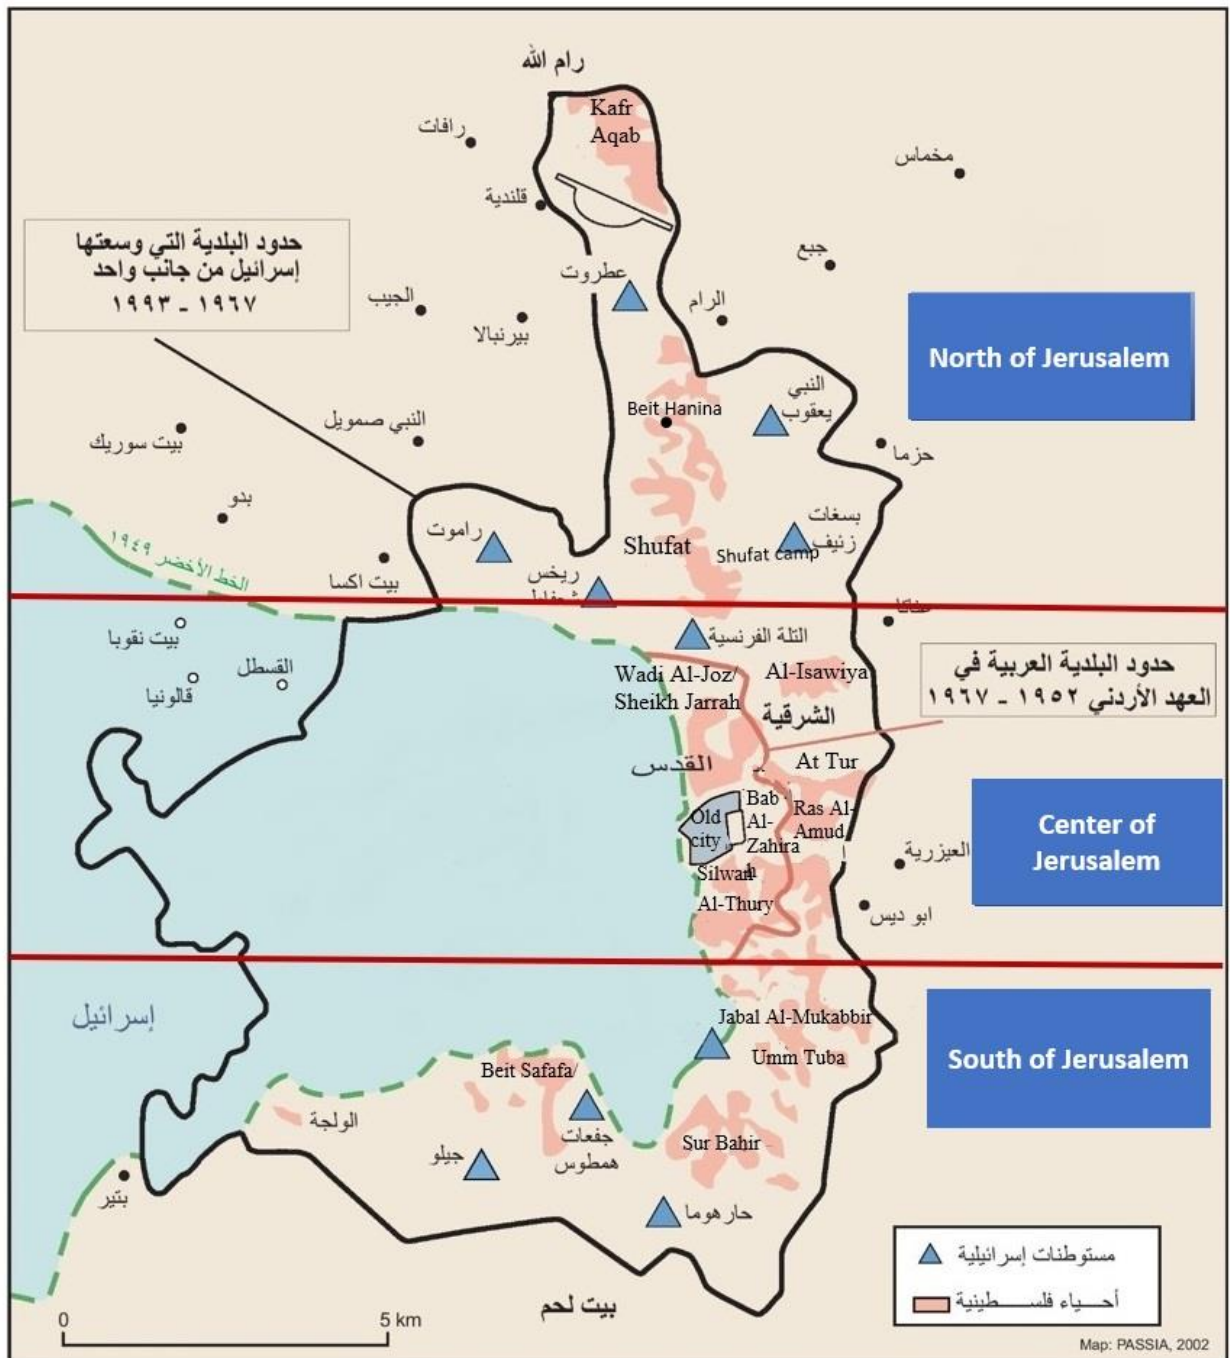 رام الله
Kafr
Aqab
رافات
مخماس
قلندية
حدود البلدية التي وسعتها
إسرائيل من جانب واحد
١٩٦٧ - ١٩٩٣
جبع
عطروت
الجيب
الرام
بيرنبالا
North of Jerusalem
النبي
يعقوب
Beit Hanina
النبي صمويل
بيت سوريك
حزما
بدو
راموت
بسغات
زئيف
Shufat
Shufat camp
الخط الأخضر ١٩٤٩
بيت اكسا
ريخس
بيت نقوبا
التلة الفرنسية
القسطل
قالونيا
Wadi Al-Joz/
Sheikh Jarrah
Al-Isawiya
حدود البلدية العربية في
العهد الأردني ١٩٥٢ - ١٩٦٧
الشرقية
القدس
At Tur
Old
city
Bab
Al-
Zahira
h
Ras Al-
Amud
Center of
Jerusalem
العيزرية
Silwan
Al-Thury
ابو ديس
إسرائيل
Jabal Al-Mukabbir
Umm Tuba
South of Jerusalem
Beit Safafa/
الولجة
جفعات
همطوس
Sur Bahir
جيلو
بتير
حارهوما
مستوطنات إسرائيلية
أحياء فلسطينية
بيت لحم
0
5 km
Map: PASSIA, 2002